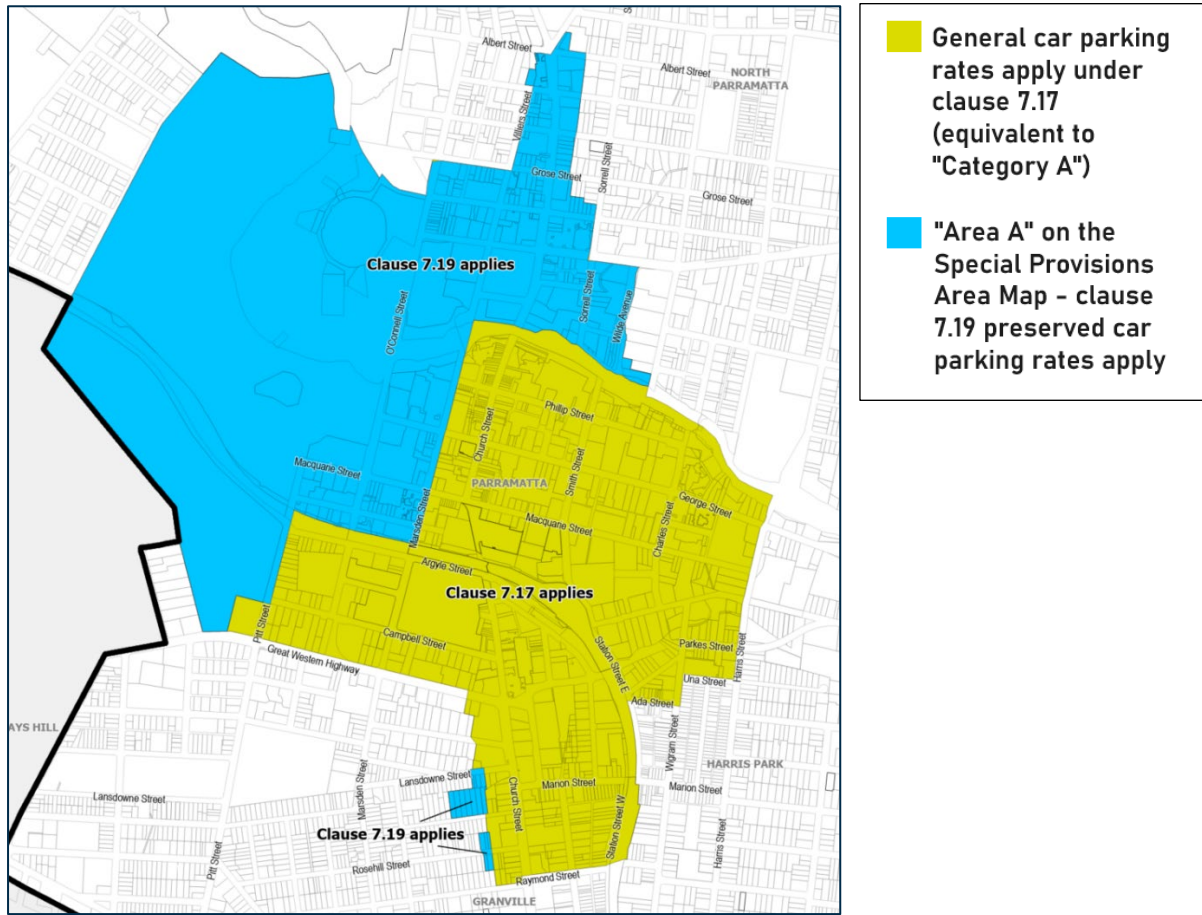 Albert Street
Albert Street
NORTH
PARRAMATTA
Villiers Street
Sorrell Street
Grose Street
Grose Street
Clause 7.19 applies
Sorrell Street
Wilde Avenue
O'Connell Street
Phillip Street
Church Street
Smith Street
Macquarie Street
PARRAMATTA
Marsden Street
George Street
Macquarie Street
Charles Street
Argyle Street
Clause 7.17 applies
Pitt Street
Campbell Street
Great Western Highway
Station Street E
Parkes Street
Harris Street
Una Street
Ada Street
Wigram Street
AYS HILL
HARRIS PARK
Lansdowne Street
Marsden Street
Church Street
Marion Street
Marion Street
Lansdowne Street
Clause 7.19 applies
Station Street W
Harris Street
Pitt Street
Rosehill Street
Raymond Street
GRANVILLE
General car parking
rates apply under
clause 7.17
(equivalent to
"Category A")
"Area A" on the
Special Provisions
Area Map - clause
7.19 preserved car
parking rates apply